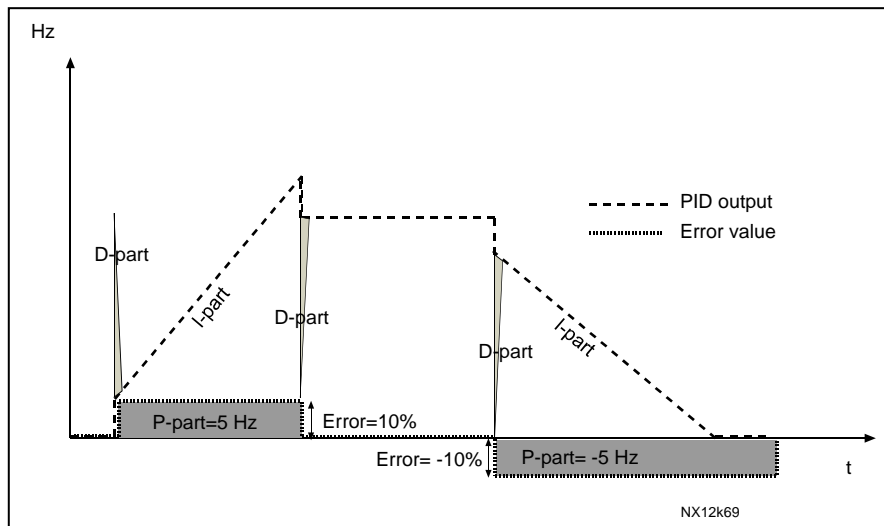 Hz
PID output
Error value
D-part
I-part
D-part
I-part
D-part
P-part=5 Hz
Error=10%
Error= -10%
P-part= -5 Hz
t
NX12k69